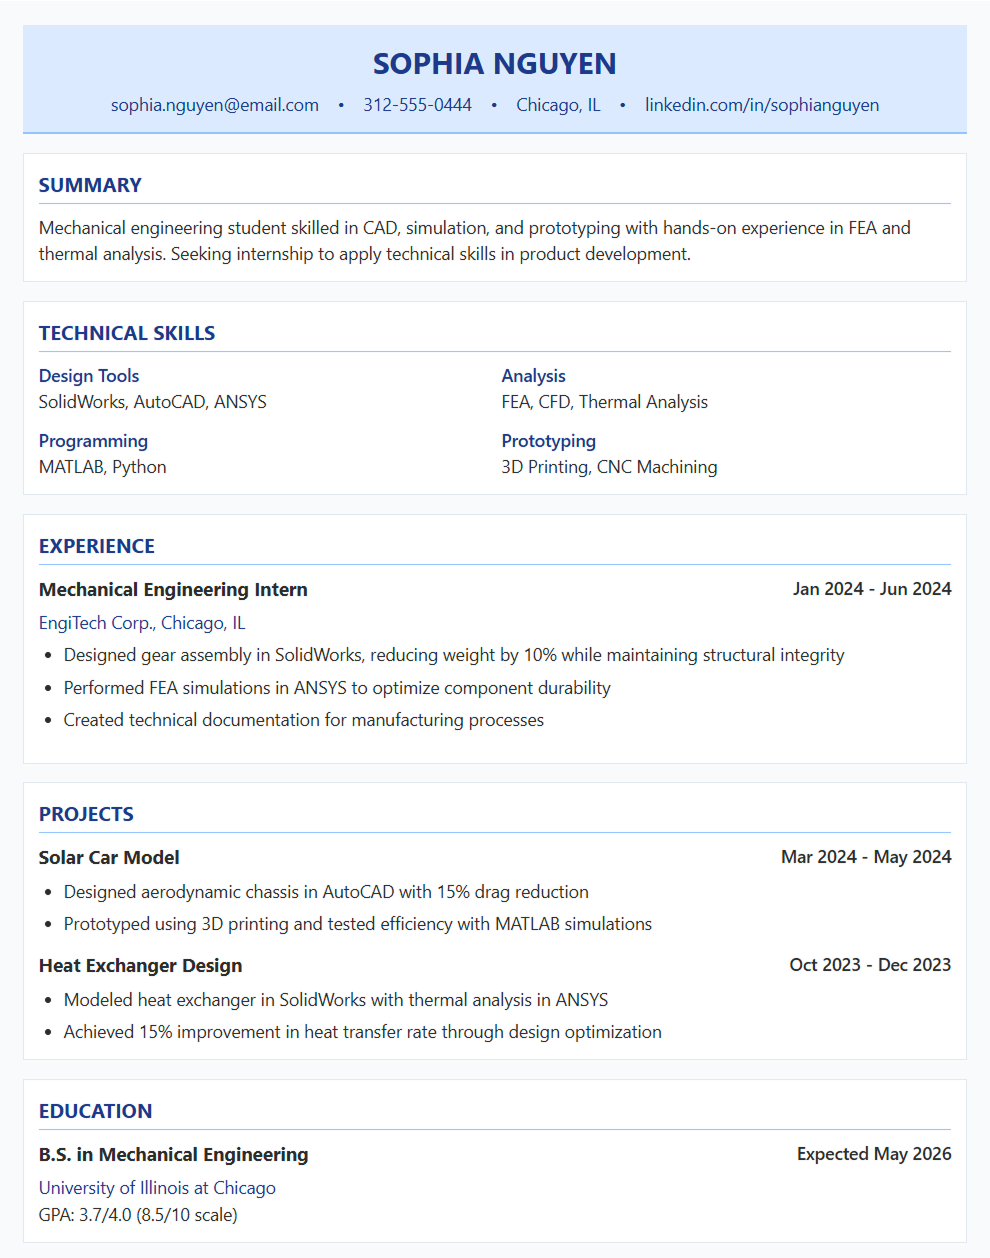 SOPHIA NGUYEN
sophia.nguyen@email.com • 312-555-0444 • Chicago, IL • linkedin.com/in/sophianguyen
SUMMARY
Mechanical engineering student skilled in CAD, simulation, and prototyping with hands-on experience in FEA and
thermal analysis. Seeking internship to apply technical skills in product development.
TECHNICAL SKILLS
Design Tools
SolidWorks, AutoCAD, ANSYS
Analysis
FEA, CFD, Thermal Analysis
Programming
MATLAB, Python
Prototyping
3D Printing, CNC Machining
EXPERIENCE
Mechanical Engineering Intern Jan 2024 - Jun 2024
EngiTech Corp., Chicago, IL
• Designed gear assembly in SolidWorks, reducing weight by 10% while maintaining structural integrity
• Performed FEA simulations in ANSYS to optimize component durability
• Created technical documentation for manufacturing processes
PROJECTS
Solar Car Model Mar 2024 - May 2024
• Designed aerodynamic chassis in AutoCAD with 15% drag reduction
• Prototyped using 3D printing and tested efficiency with MATLAB simulations
Heat Exchanger Design Oct 2023 - Dec 2023
• Modeled heat exchanger in SolidWorks with thermal analysis in ANSYS
• Achieved 15% improvement in heat transfer rate through design optimization
EDUCATION
B.S. in Mechanical Engineering Expected May 2026
University of Illinois at Chicago
GPA: 3.7/4.0 (8.5/10 scale)